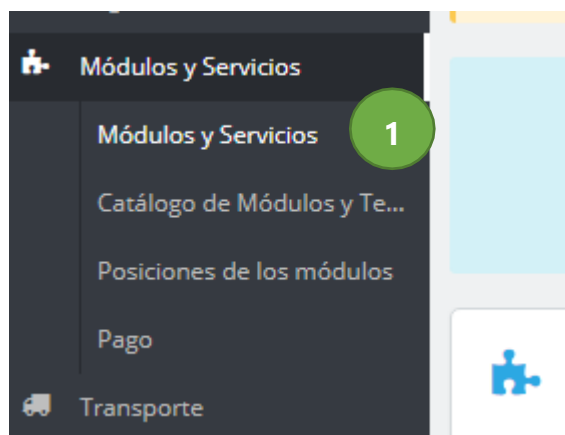 Módulos y Servicios
Módulos y Servicios 1
Catálogo de Módulos y Te...
Posiciones de los módulos
Pago
Transporte